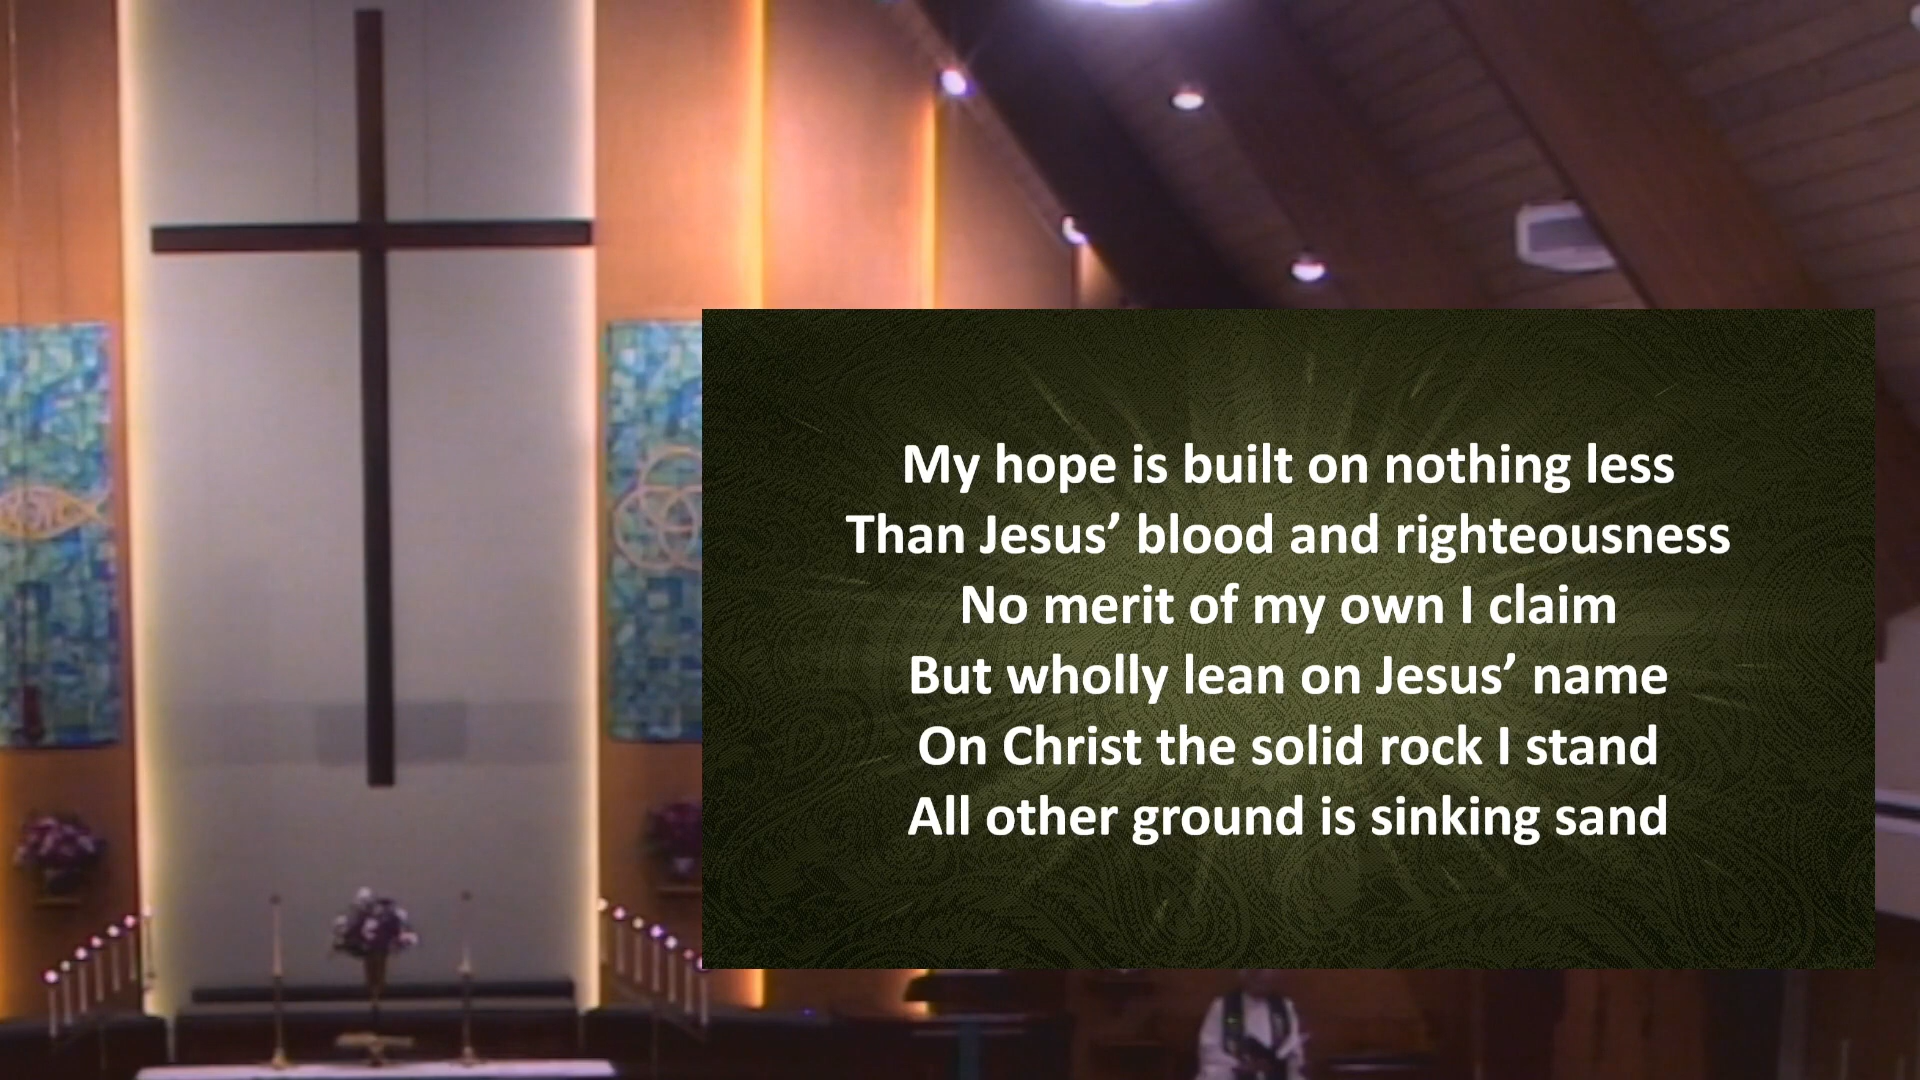 My hope is built on nothing less
Than Jesus’ blood and righteousness
No merit of my own I claim
But wholly lean on Jesus’ name
On Christ the solid rock I stand
All other ground is sinking sand